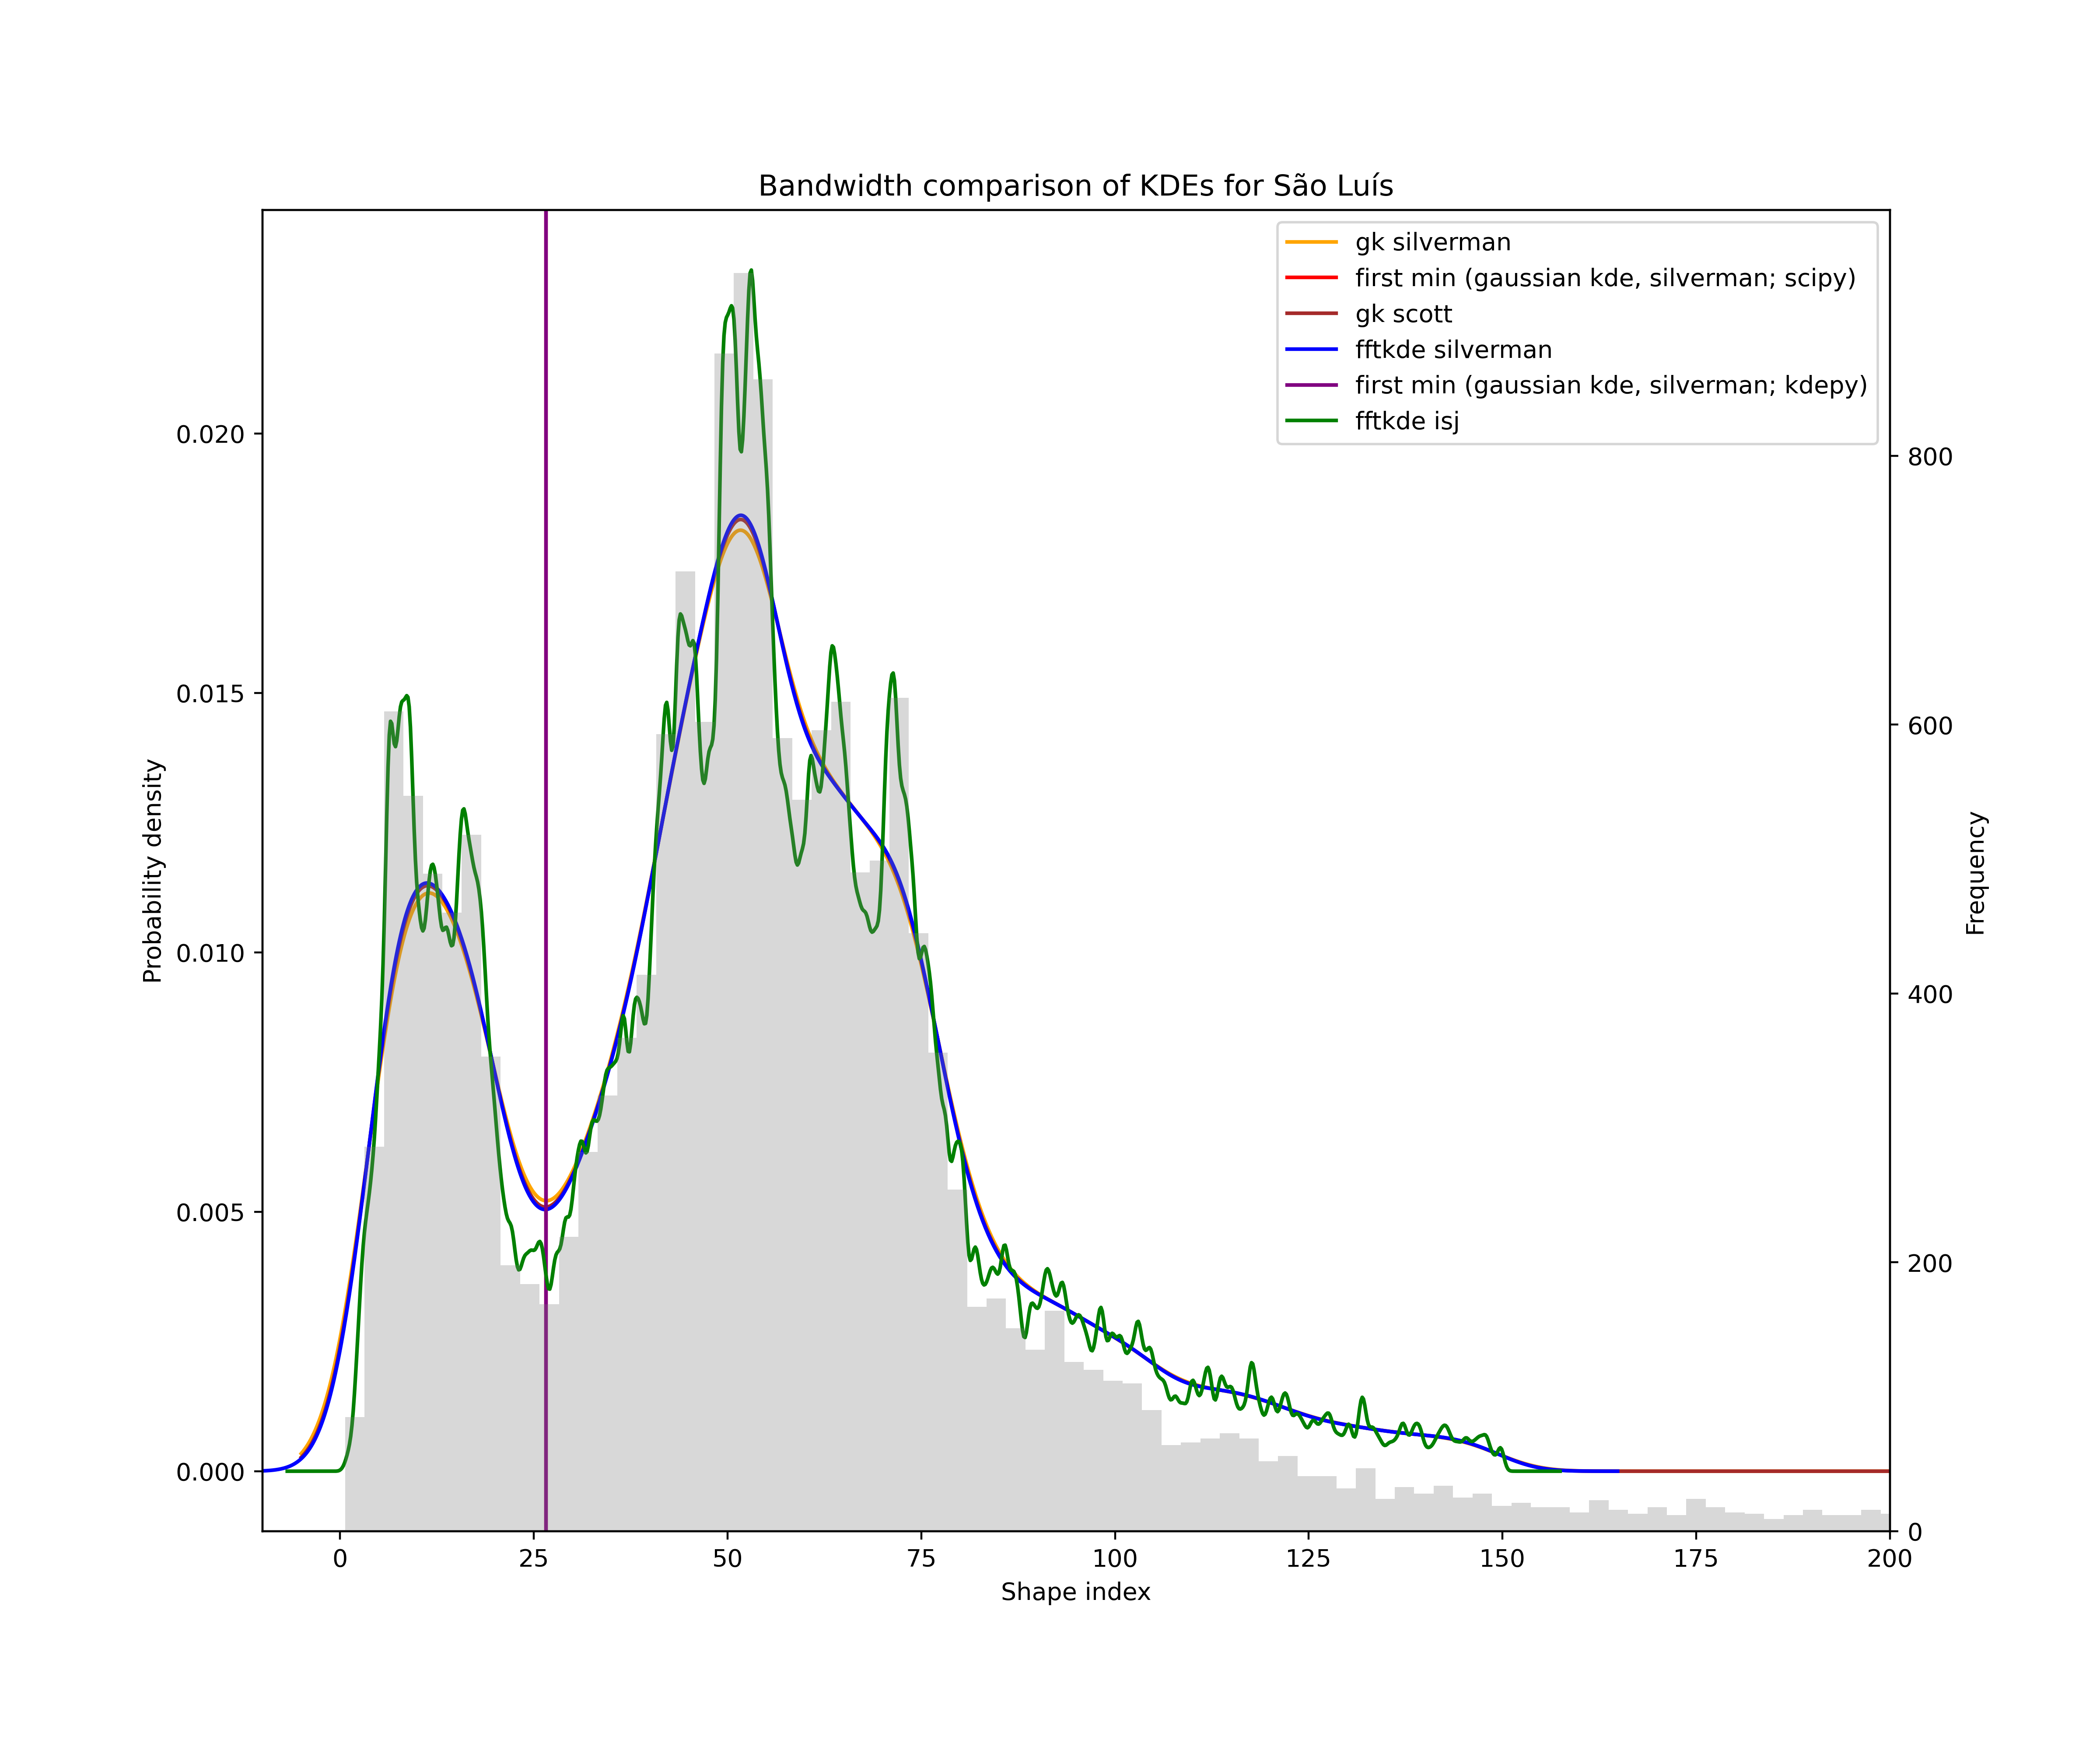 Bandwidth comparison of KDEs for São Luís
gk silverman
first min (gaussian kde, silverman; scipy)
gk scott
fftkde silverman
first min (gaussian kde, silverman; kdepy)
fftkde isj
Probability density
0.020
0.015
0.010
0.005
0.000
Frequency
800
600
400
200
0
0 25 50 75 100 125 150 175 200
Shape index